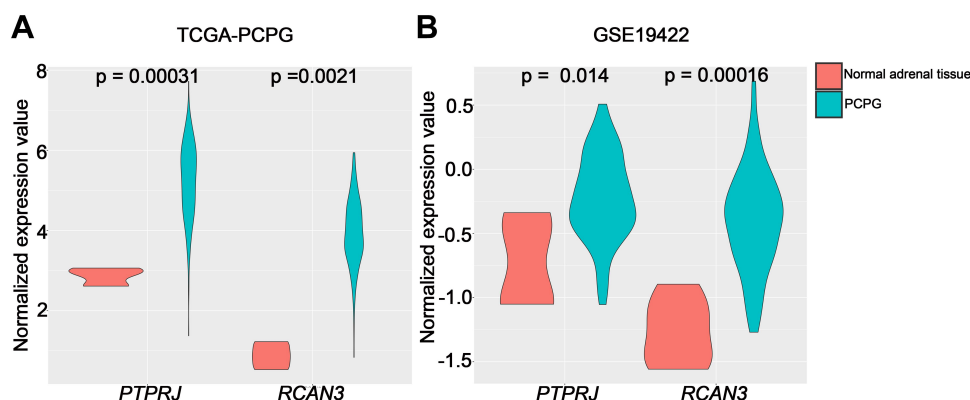 A
TCGA-PCPG
Normalized expression value
8
6
4
2
p = 0.00031
p =0.0021
PTPRJ
RCAN3
B
GSE19422
Normalized expression value
0.5
0.0
-0.5
-1.0
-1.5
p = 0.014
p = 0.00016
PTPRJ
RCAN3
Normal adrenal tissue
PCPG